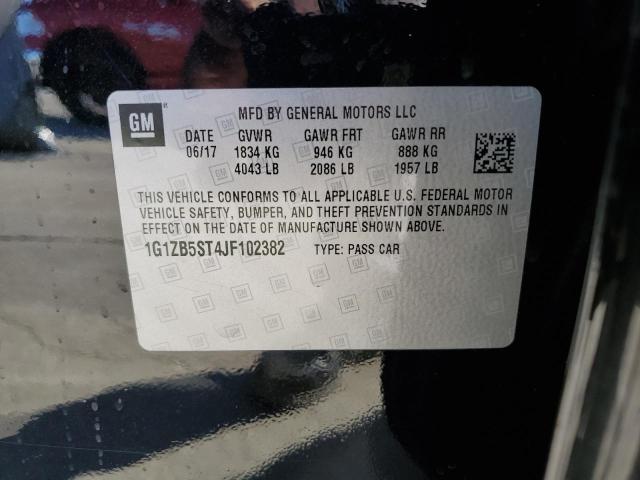 GM
MFD BY GENERAL MOTORS LLC
DATE GVWR GAWR FRT GAWR RR
06/17 1834 KG 946 KG 888 KG
4043 LB 2086 LB 1957 LB
THIS VEHICLE CONFORMS TO ALL APPLICABLE U.S. FEDERAL MOTOR
VEHICLE SAFETY, BUMPER, AND THEFT PREVENTION STANDARDS IN
EFFECT ON THE DATE OF MANUFACTURE SHOWN ABOVE.
1G1ZB5ST4JF102382 TYPE: PASS CAR